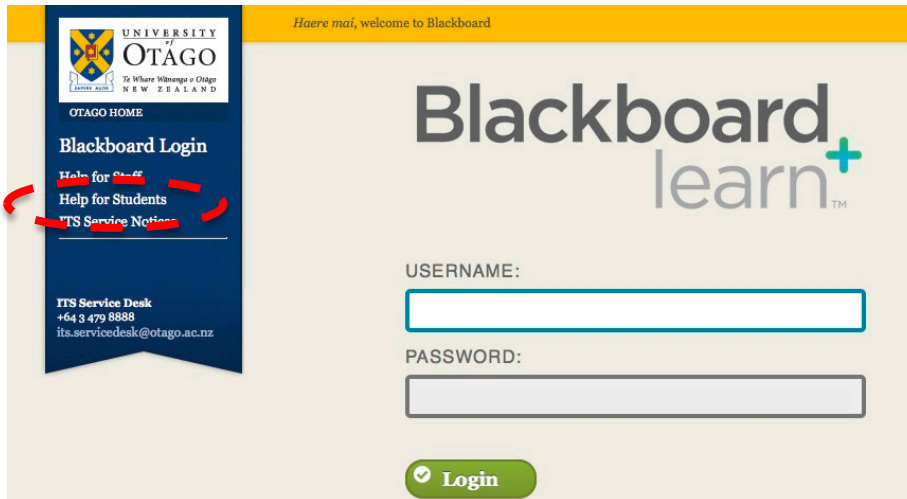 Haere mai, welcome to Blackboard
UNIVERSITY
of
OTAGO
Te Whare Wānanga o Otāgo
NEW ZEALAND
SAPERE AUDE
OTAGO HOME
Blackboard Login
Help for Staff
Help for Students
ITS Service Notices
ITS Service Desk
+64 3 479 8888
its.servicedesk@otago.ac.nz
Blackboard
learn+™
USERNAME:
PASSWORD:
Login